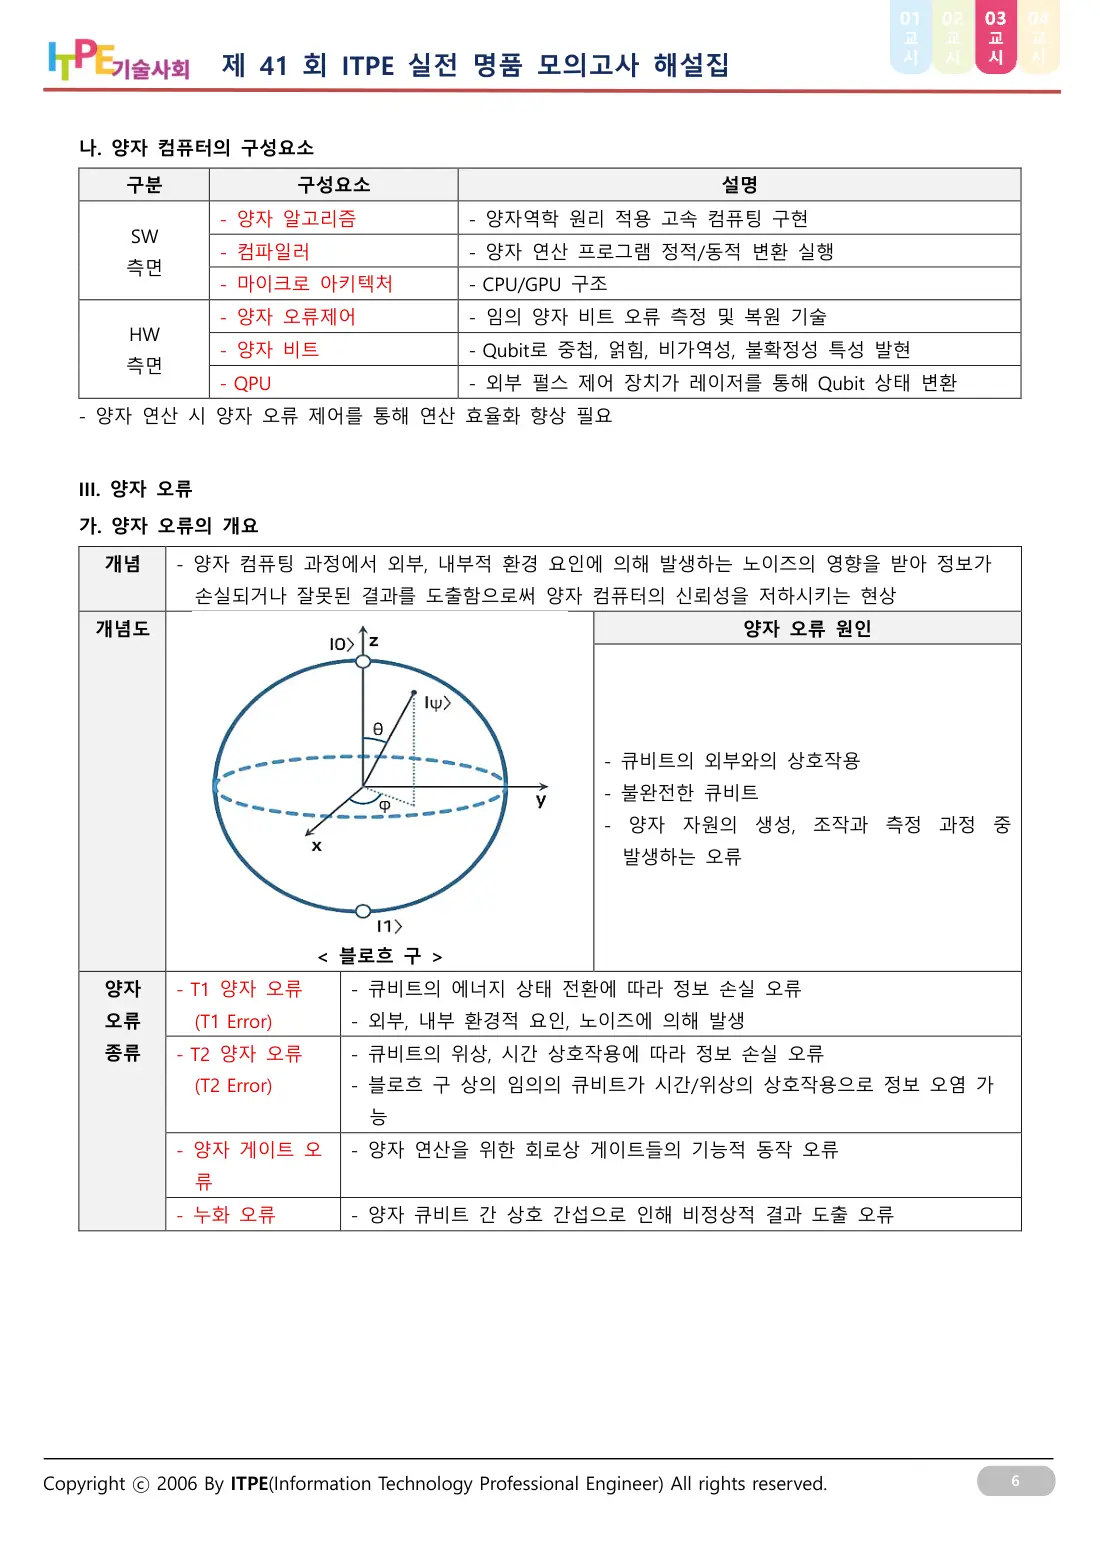 ITPE기술사회 제 41 회 ITPE 실전 명품 모의고사 해설집
01 교시 02 교시 03 교시 04 교시
나. 양자 컴퓨터의 구성요소
구분 구성요소 설명
SW 측면
- 양자 알고리즘 - 양자역학 원리 적용 고속 컴퓨팅 구현
- 컴파일러 - 양자 연산 프로그램 정적/동적 변환 실행
- 마이크로 아키텍처 - CPU/GPU 구조
HW 측면
- 양자 오류제어 - 임의 양자 비트 오류 측정 및 복원 기술
- 양자 비트 - Qubit로 중첩, 얽힘, 비가역성, 불확정성 특성 발현
- QPU - 외부 펄스 제어 장치가 레이저를 통해 Qubit 상태 변환
- 양자 연산 시 양자 오류 제어를 통해 연산 효율화 향상 필요
III. 양자 오류
가. 양자 오류의 개요
개념 - 양자 컴퓨팅 과정에서 외부, 내부적 환경 요인에 의해 발생하는 노이즈의 영향을 받아 정보가
손실되거나 잘못된 결과를 도출함으로써 양자 컴퓨터의 신뢰성을 저하시키는 현상
개념도
|0〉 z
|ψ〉
θ
φ
y
x
|1〉
< 블로흐 구 >
양자 오류 원인
- 큐비트의 외부와의 상호작용
- 불완전한 큐비트
- 양자 자원의 생성, 조작과 측정 과정 중
발생하는 오류
양자
오류
종류
- T1 양자 오류
(T1 Error)
- 큐비트의 에너지 상태 전환에 따라 정보 손실 오류
- 외부, 내부 환경적 요인, 노이즈에 의해 발생
- T2 양자 오류
(T2 Error)
- 큐비트의 위상, 시간 상호작용에 따라 정보 손실 오류
- 블로흐 구 상의 임의의 큐비트가 시간/위상의 상호작용으로 정보 오염 가
능
- 양자 게이트 오
류
- 양자 연산을 위한 회로상 게이트들의 기능적 동작 오류
- 누화 오류 - 양자 큐비트 간 상호 간섭으로 인해 비정상적 결과 도출 오류
Copyright ⓒ 2006 By ITPE(Information Technology Professional Engineer) All rights reserved.
6